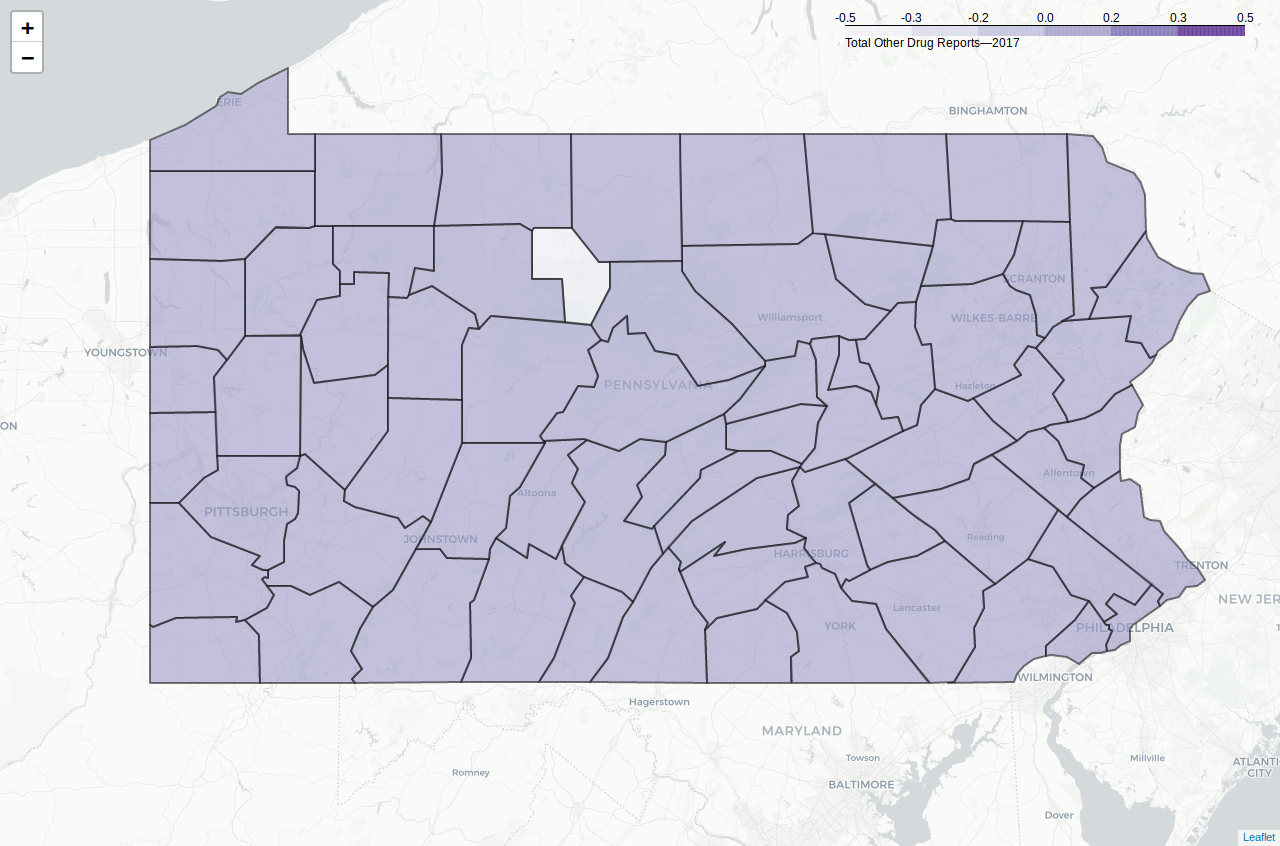 +
−
-0.5 -0.3 -0.2 0.0 0.2 0.3 0.5
Total Other Drug Reports—2017
ERIE
BINGHAMTON
SCRANTON
Williamsport
WILKES-BARRE
YOUNGSTOWN
PENNSYLVANIA
Hazleton
ON
Allentown
Altoona
PITTSBURGH
JOHNSTOWN
Reading
HARRISBURG
TRENTON
NEW JER
Lancaster
YORK
PHILADELPHIA
T
WILMINGTON
Hagerstown
MARYLAND
Towson
Millville
ATLANTI
CITY
Romney
BALTIMORE
Dover
Leaflet